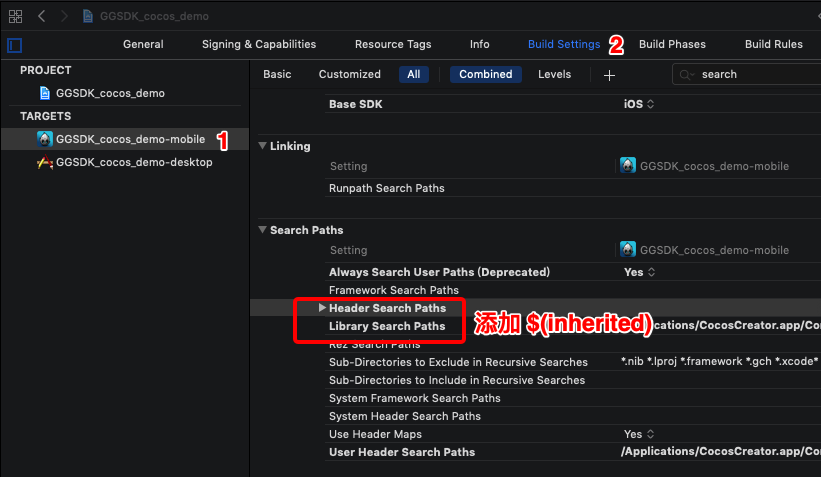 GGSDK_cocos_demo
General Signing & Capabilities Resource Tags Info Build Settings 2 Build Phases Build Rules
PROJECT
GGSDK_cocos_demo
TARGETS
GGSDK_cocos_demo-mobile 1
GGSDK_cocos_demo-desktop
Basic Customized All Combined Levels + search
Base SDK iOS
Linking
Setting GGSDK_cocos_demo-mobile
Runpath Search Paths
Search Paths
Setting GGSDK_cocos_demo-mobile
Always Search User Paths (Deprecated) Yes
Framework Search Paths
Header Search Paths
添加 $(inherited)
Library Search Paths pplications/CocosCreator.app/Co
Rez Search Paths
Sub-Directories to Exclude in Recursive Searches *.nib *.lproj *.framework *.gch *.xcode*
Sub-Directories to Include in Recursive Searches
System Framework Search Paths
System Header Search Paths
Use Header Maps Yes
User Header Search Paths /Applications/CocosCreator.app/Co